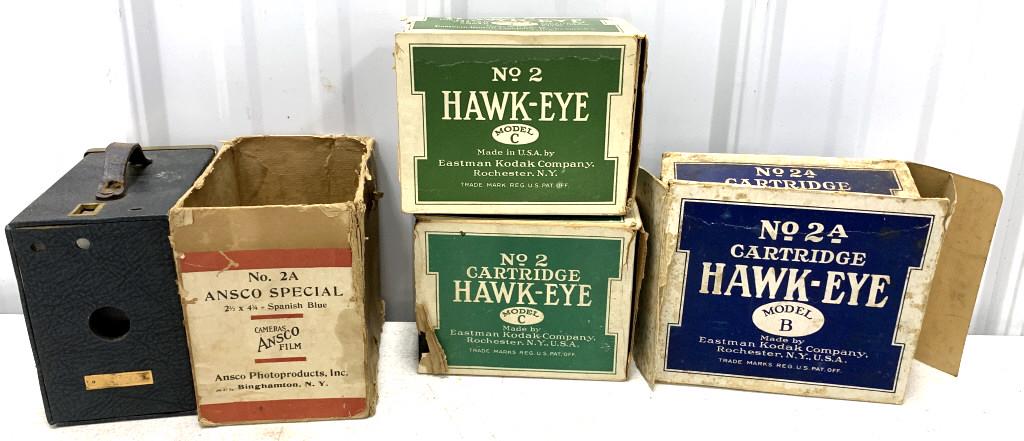 No. 2A
ANSCO SPECIAL
2½ x 4¼ - Spanish Blue
CAMERAS
ANSCO
FILM
Ansco Photoproducts, Inc.
Binghamton, N. Y.
No 2
HAWK-EYE
MODEL
C
Made in U.S.A. by
Eastman Kodak Company,
Rochester, N.Y.
TRADE MARK REG. U.S. PAT. OFF.
No 2
CARTRIDGE
HAWK-EYE
MODEL
C
Made by
Eastman Kodak Company,
Rochester, N.Y., U.S.A.
TRADE MARKS REG. U.S. PAT. OFF.
No 2A
CARTRIDGE
No 2A
CARTRIDGE
HAWK-EYE
MODEL
B
Made by
Eastman Kodak Company,
Rochester, N.Y., U.S.A.
TRADE MARKS REG. U.S. PAT. OFF.